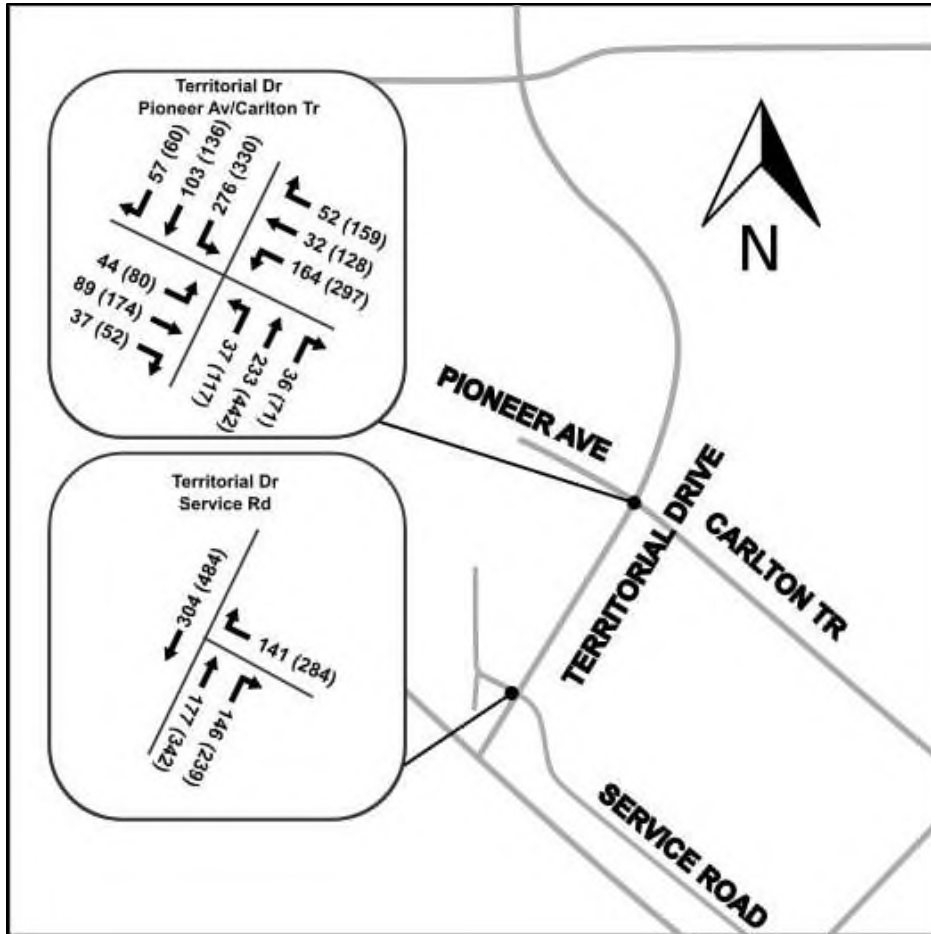 Territorial Dr
Pioneer Av/Carlton Tr
57 (60)
103 (136)
276 (330)
52 (159)
32 (128)
164 (297)
44 (80)
89 (174)
37 (52)
37 (117)
233 (442)
36 (71)
N
PIONEER AVE
TERRITORIAL DRIVE
CARLTON TR
Territorial Dr
Service Rd
304 (484)
141 (284)
177 (342)
146 (239)
SERVICE ROAD